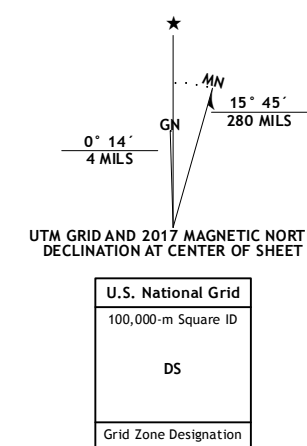 ★
MN
15° 45´
280 MILS
GN
0° 14´
4 MILS
UTM GRID AND 2017 MAGNETIC NORT
DECLINATION AT CENTER OF SHEET
U.S. National Grid
100,000-m Square ID
DS
Grid Zone Designation